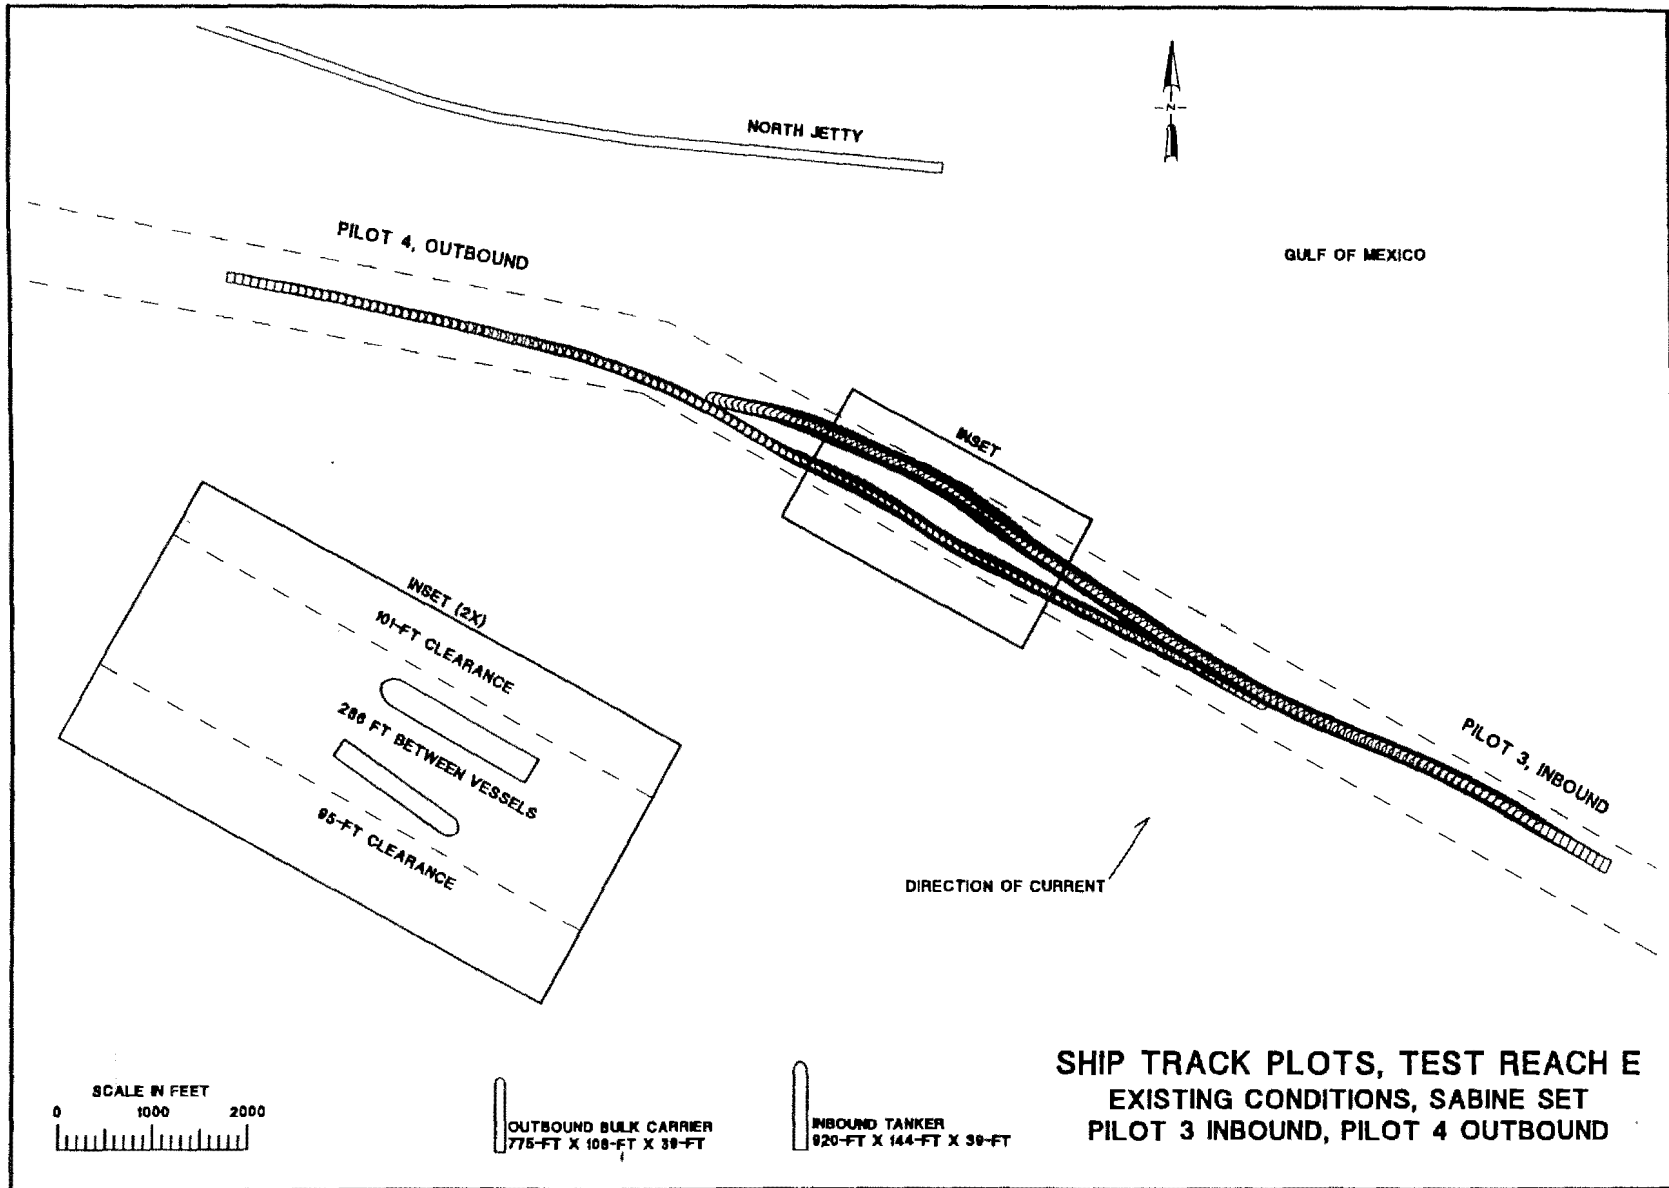 NORTH JETTY
N
PILOT 4, OUTBOUND
GULF OF MEXICO
INSET
INSET (2X)
101-FT CLEARANCE
286 FT BETWEEN VESSELS
95-FT CLEARANCE
PILOT 3, INBOUND
DIRECTION OF CURRENT
SCALE IN FEET
0 1000 2000
OUTBOUND BULK CARRIER
775-FT X 106-FT X 39-FT
INBOUND TANKER
920-FT X 144-FT X 39-FT
SHIP TRACK PLOTS, TEST REACH E
EXISTING CONDITIONS, SABINE SET
PILOT 3 INBOUND, PILOT 4 OUTBOUND